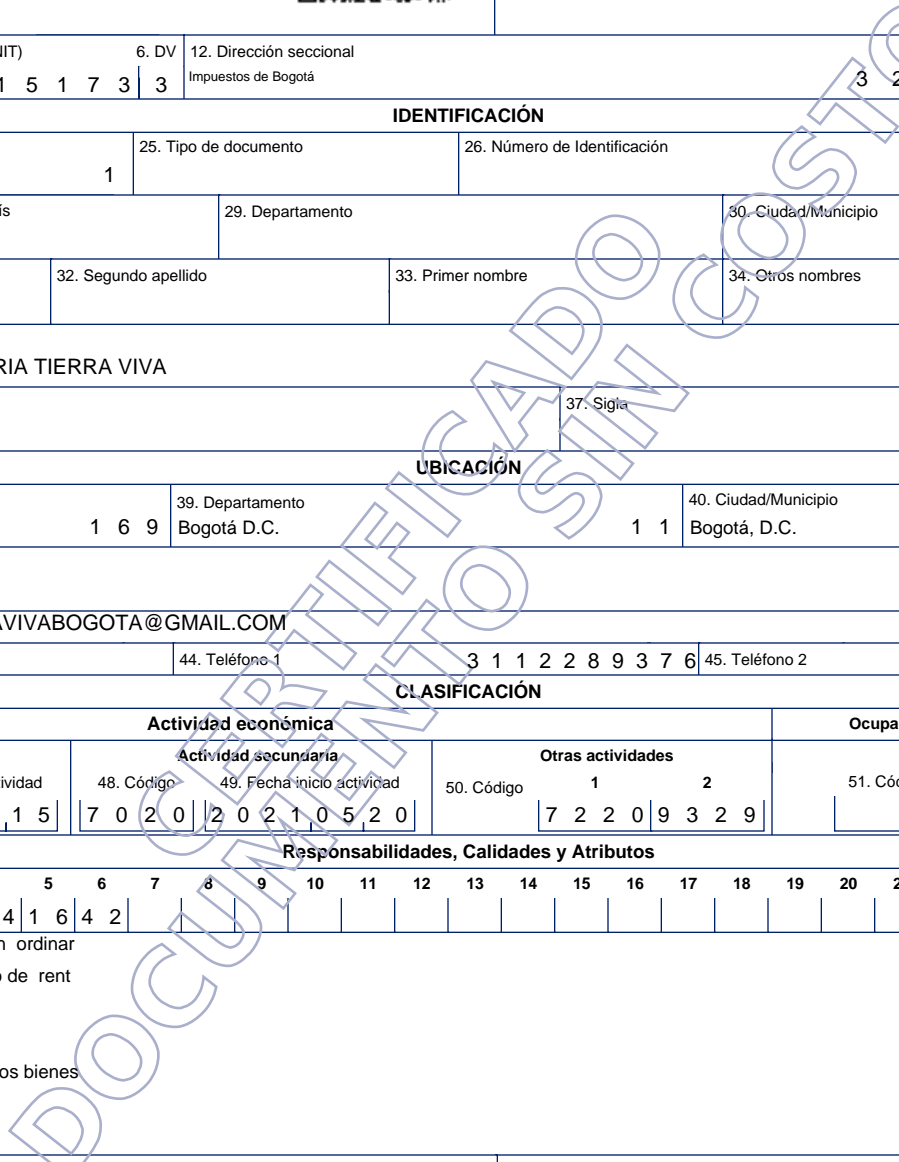 NIT) 6. DV 12. Dirección seccional
1 5 1 7 3 3 Impuestos de Bogotá 3 2
IDENTIFICACIÓN
25. Tipo de documento 26. Número de Identificación
1
29. Departamento 30. Ciudad/Municipio
32. Segundo apellido 33. Primer nombre 34. Otros nombres
RIA TIERRA VIVA
37. Sigla
UBICACIÓN
39. Departamento 40. Ciudad/Municipio
1 6 9 Bogotá D.C. 1 1 Bogotá, D.C.
AVIVABOGOTA@GMAIL.COM
44. Teléfono 1 3 1 1 2 2 8 9 3 7 6 45. Teléfono 2
CLASIFICACIÓN
Actividad económica Ocupa
Actividad secundaria Otras actividades
tividad 48. Código 49. Fecha inicio actividad 50. Código 1 2 51. Có
1 5 7 0 2 0 2 0 2 1 0 5 2 0 7 2 2 0 9 3 2 9
Responsabilidades, Calidades y Atributos
5 6 7 8 9 10 11 12 13 14 15 16 17 18 19 20 2
4 1 6 4 2
n ordinar
o de rent
os bienes
CERTIFICADO
DOCUMENTO SIN COSTO